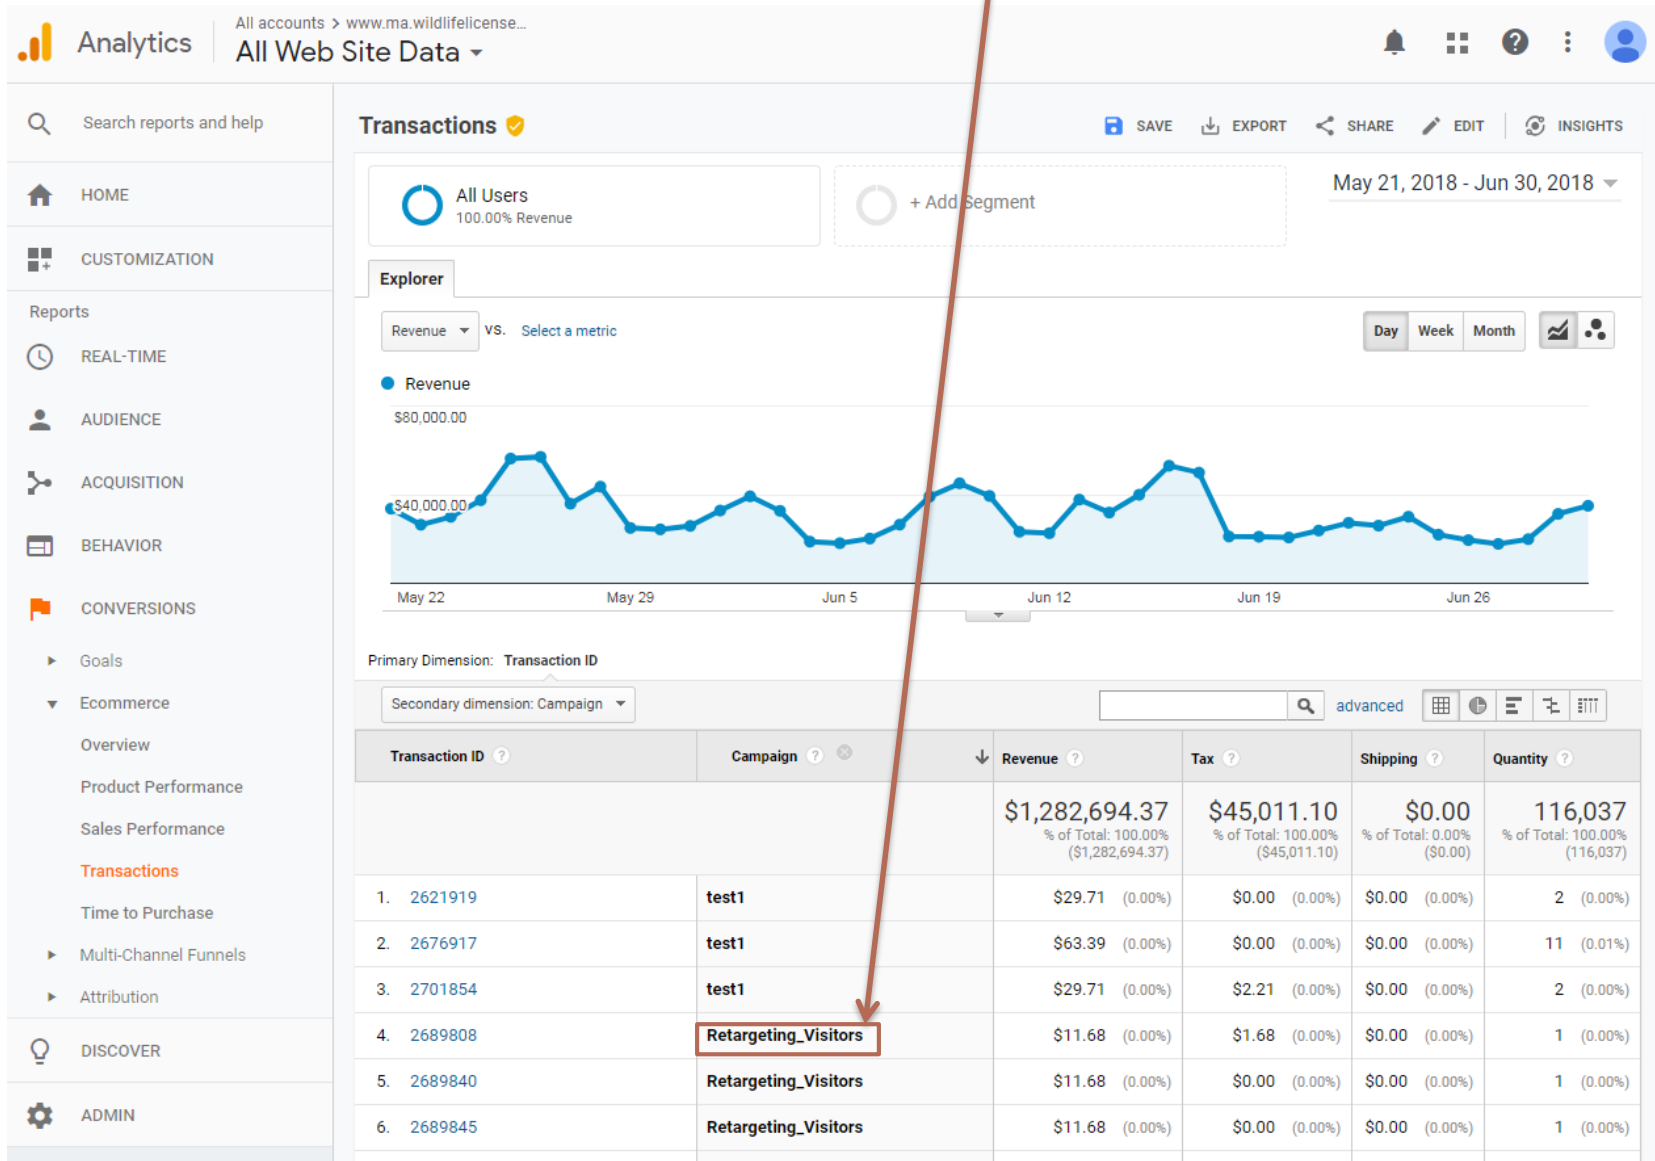 All accounts > www.ma.wildlifelicense...
Analytics
All Web Site Data
Search reports and help
HOME
CUSTOMIZATION
Reports
REAL-TIME
AUDIENCE
ACQUISITION
BEHAVIOR
CONVERSIONS
Goals
Ecommerce
Overview
Product Performance
Sales Performance
Transactions
Time to Purchase
Multi-Channel Funnels
Attribution
DISCOVER
ADMIN
Transactions
SAVE EXPORT SHARE EDIT INSIGHTS
All Users
100.00% Revenue
+ Add Segment
May 21, 2018 - Jun 30, 2018
Explorer
Revenue VS. Select a metric
Day Week Month
Revenue
$80,000.00
$40,000.00
May 22 May 29 Jun 5 Jun 12 Jun 19 Jun 26
Primary Dimension: Transaction ID
Secondary dimension: Campaign
advanced
Transaction ID ? Campaign ? Revenue ? Tax ? Shipping ? Quantity ?
$1,282,694.37 $45,011.10 $0.00 116,037
% of Total: 100.00% % of Total: 100.00% % of Total: 0.00% % of Total: 100.00%
($1,282,694.37) ($45,011.10) ($0.00) (116,037)
1. 2621919 test1 $29.71 (0.00%) $0.00 (0.00%) $0.00 (0.00%) 2 (0.00%)
2. 2676917 test1 $63.39 (0.00%) $0.00 (0.00%) $0.00 (0.00%) 11 (0.01%)
3. 2701854 test1 $29.71 (0.00%) $2.21 (0.00%) $0.00 (0.00%) 2 (0.00%)
4. 2689808 Retargeting_Visitors $11.68 (0.00%) $1.68 (0.00%) $0.00 (0.00%) 1 (0.00%)
5. 2689840 Retargeting_Visitors $11.68 (0.00%) $0.00 (0.00%) $0.00 (0.00%) 1 (0.00%)
6. 2689845 Retargeting_Visitors $11.68 (0.00%) $0.00 (0.00%) $0.00 (0.00%) 1 (0.00%)